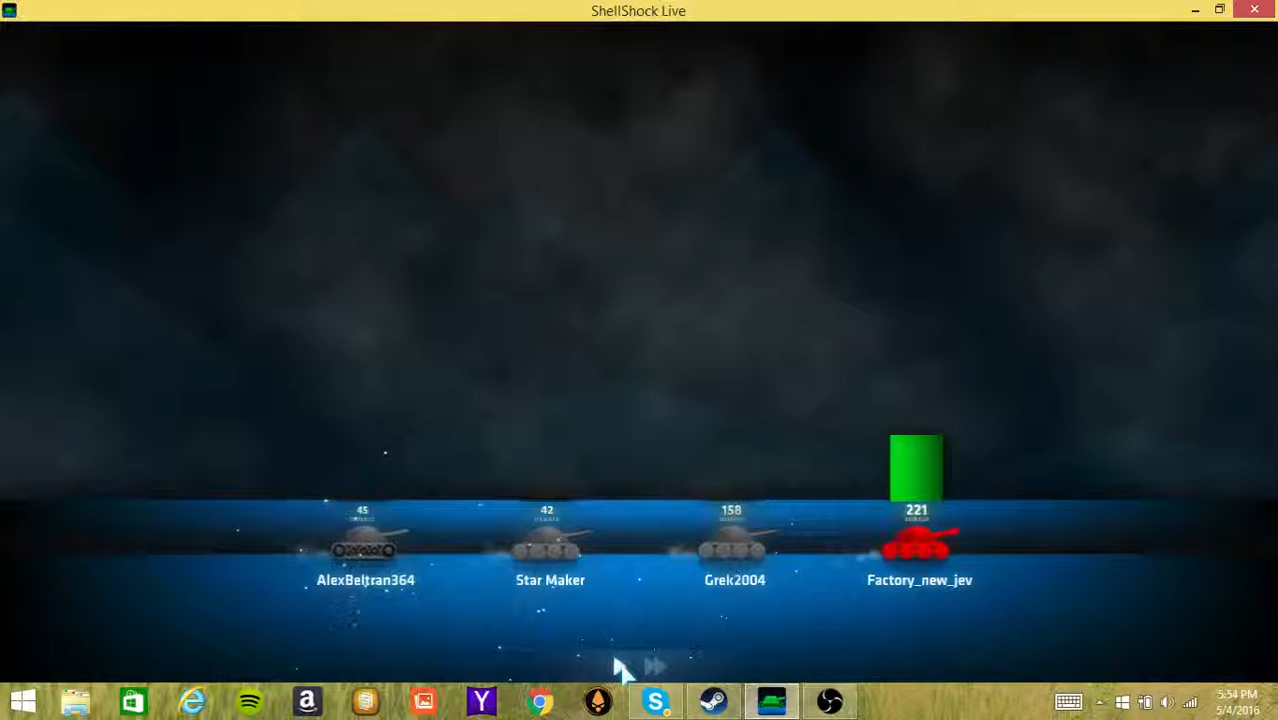 ShellShock Live
45 42 158 221
AlexBeltran364 Star Maker Grek2004 Factory_new_jev
5:54 PM
5/4/2016